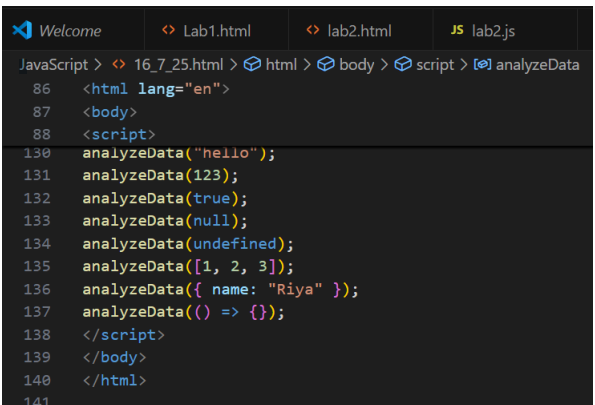 Welcome <> Lab1.html <> lab2.html JS lab2.js
JavaScript > <> 16_7_25.html > html > body > script > analyzeData
86 <html lang="en">
87 <body>
88 <script>
130 analyzeData("hello");
131 analyzeData(123);
132 analyzeData(true);
133 analyzeData(null);
134 analyzeData(undefined);
135 analyzeData([1, 2, 3]);
136 analyzeData({ name: "Riya" });
137 analyzeData(() => {});
138 </script>
139 </body>
140 </html>
141